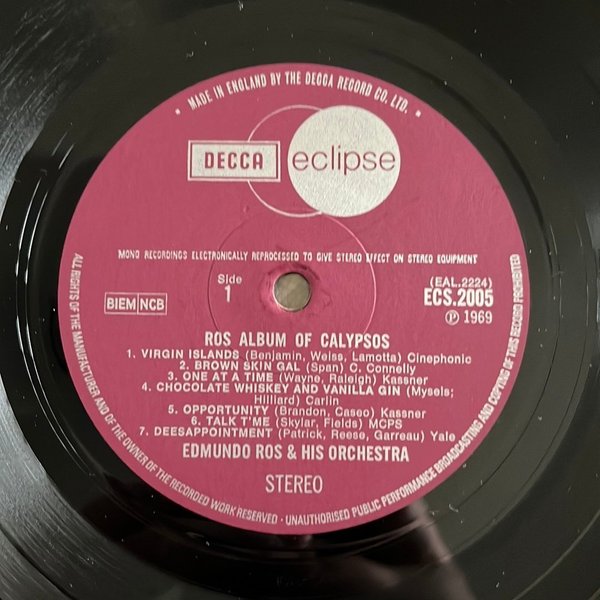 • MADE IN ENGLAND BY THE DECCA RECORD CO. LTD. •
DECCA eclipse
MONO RECORDINGS ELECTRONICALLY REPROCESSED TO GIVE STEREO EFFECT ON STEREO EQUIPMENT
Side
1
BIEM NCB
(EAL.2224)
ECS.2005
Ⓟ 1969
ROS ALBUM OF CALYPSOS
1. VIRGIN ISLANDS (Benjamin, Weiss, Lamotta) Cinephonic
2. BROWN SKIN GAL (Span) C. Connelly
3. ONE AT A TIME (Wayne, Raleigh) Kassner
4. CHOCOLATE WHISKEY AND VANILLA GIN (Mysels;
Hilliard) Carlin
5. OPPORTUNITY (Brandon, Caseo) Kassner
6. TALK T'ME (Skylar, Fields) MCPS
7. DEESAPPOINTMENT (Patrick, Reese, Garreau) Yale
EDMUNDO ROS & HIS ORCHESTRA
STEREO
ALL RIGHTS OF THE MANUFACTURER AND OF THE OWNER OF THE RECORDED WORK RESERVED • UNAUTHORISED PUBLIC PERFORMANCE BROADCASTING AND COPYING OF THIS RECORD PROHIBITED